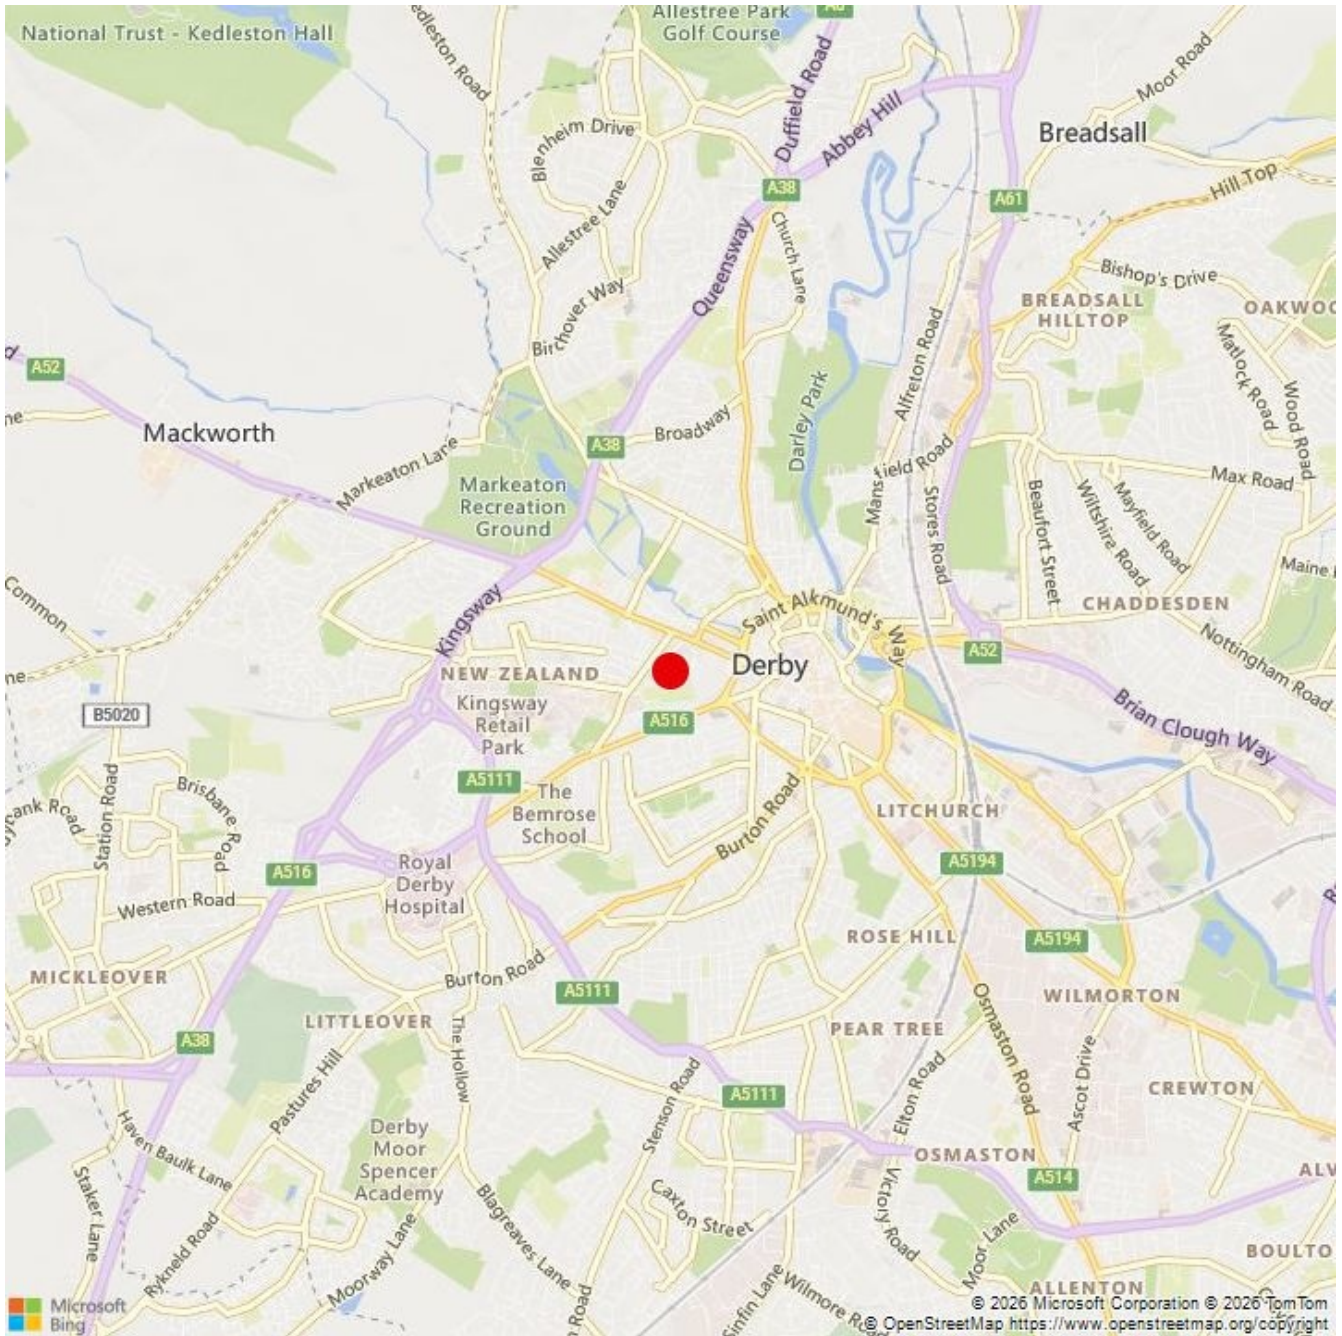 National Trust - Kedleston Hall
Kedleston Road
Allestree Park
Golf Course
Duffield Road
Abbey Hill
Moor Road
Breadsall
Blenheim Drive
Allestree Lane
A38
Church Lane
A61
Hill Top
Queensway
Bishop's Drive
BREADSALL
HILLTOP
OAKWOO
Birchover Way
Alfreton Road
Matlock Road
Wood Road
A52
Darley Park
Mackworth
Markeaton Lane
A38
Broadway
Mansfield Road
Max Road
Markeaton
Recreation
Ground
Stores Road
Beaufort Street
Wiltshire Road
Mayfield Road
Maine
Common
Kingsway
Saint Alkmund's Way
CHADDESDEN
Nottingham Road
A52
Derby
NEW ZEALAND
Kingsway
Retail
Park
B5020
A516
Brian Clough Way
Station Road
Brisbane Road
A5111
The
Bemrose
School
Burton Road
LITCHURCH
A5194
A516
Royal
Derby
Hospital
Western Road
ROSE HILL
A5194
MICKLEOVER
Burton Road
A5111
WILMORTON
LITTLEOVER
The Hollow
PEAR TREE
Osmaston Road
A38
Pastures Hill
Stenson Road
A5111
Elton Road
Ascot Drive
CREWTON
Haven Baulk Lane
Derby
Moor
Spencer
Academy
OSMASTON
A514
ALV
Staker Lane
Rykneld Road
Moorway Lane
Blagreaves Lane
Caxton Street
Victory Road
Moor Lane
BOULTO
Sinfin Lane
Wilmore Road
ALLENTON
Road
Microsoft
Bing
© 2026 Microsoft Corporation © 2026 TomTom
© OpenStreetMap https://www.openstreetmap.org/copyright